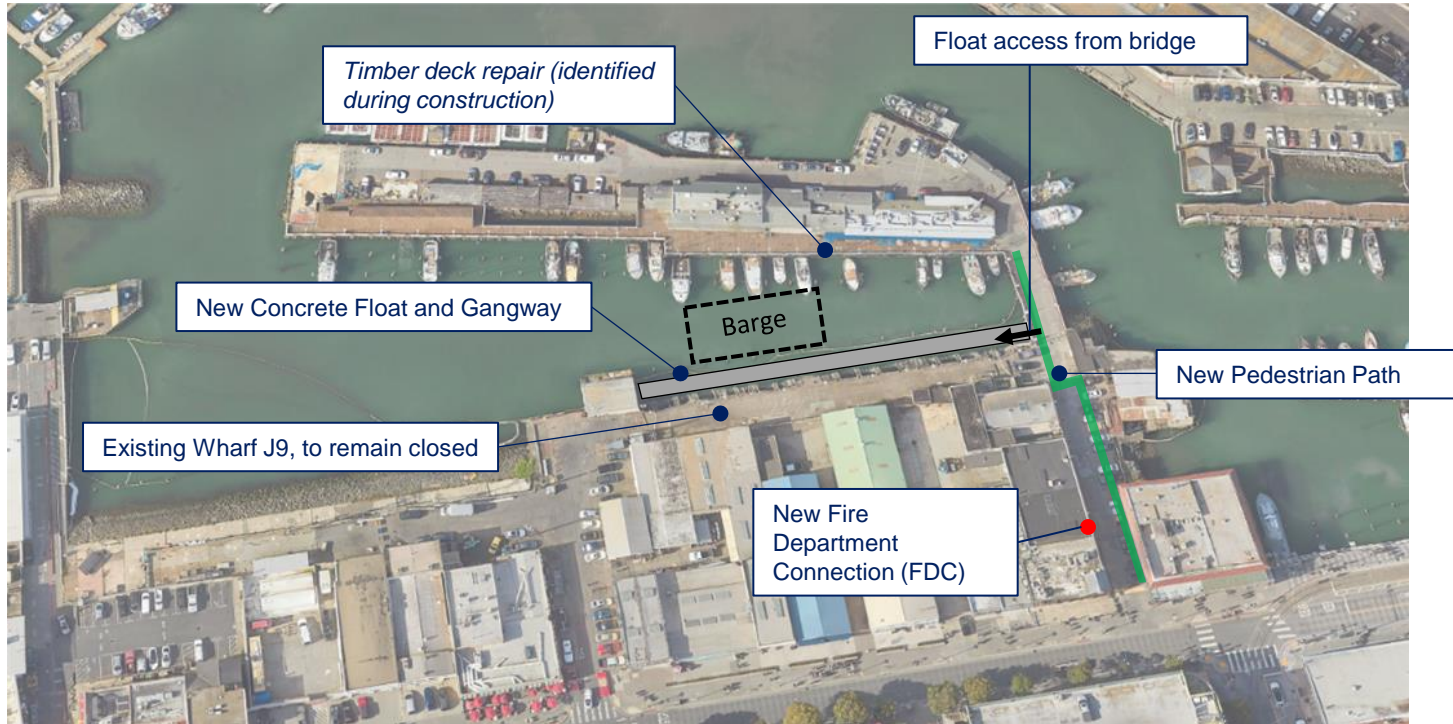 Float access from bridge
Timber deck repair (identified
during construction)
New Concrete Float and Gangway
Barge
New Pedestrian Path
Existing Wharf J9, to remain closed
New Fire
Department
Connection (FDC)